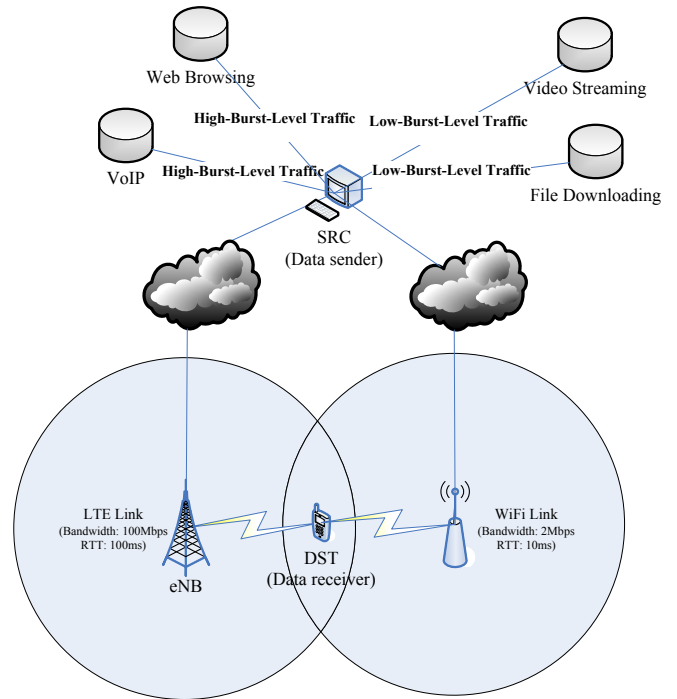 Web Browsing
Video Streaming
High-Burst-Level Traffic
Low-Burst-Level Traffic
VoIP
High-Burst-Level Traffic
Low-Burst-Level Traffic
File Downloading
SRC
(Data sender)
LTE Link
(Bandwidth: 100Mbps
RTT: 100ms)
eNB
DST
(Data receiver)
WiFi Link
(Bandwidth: 2Mbps
RTT: 10ms)